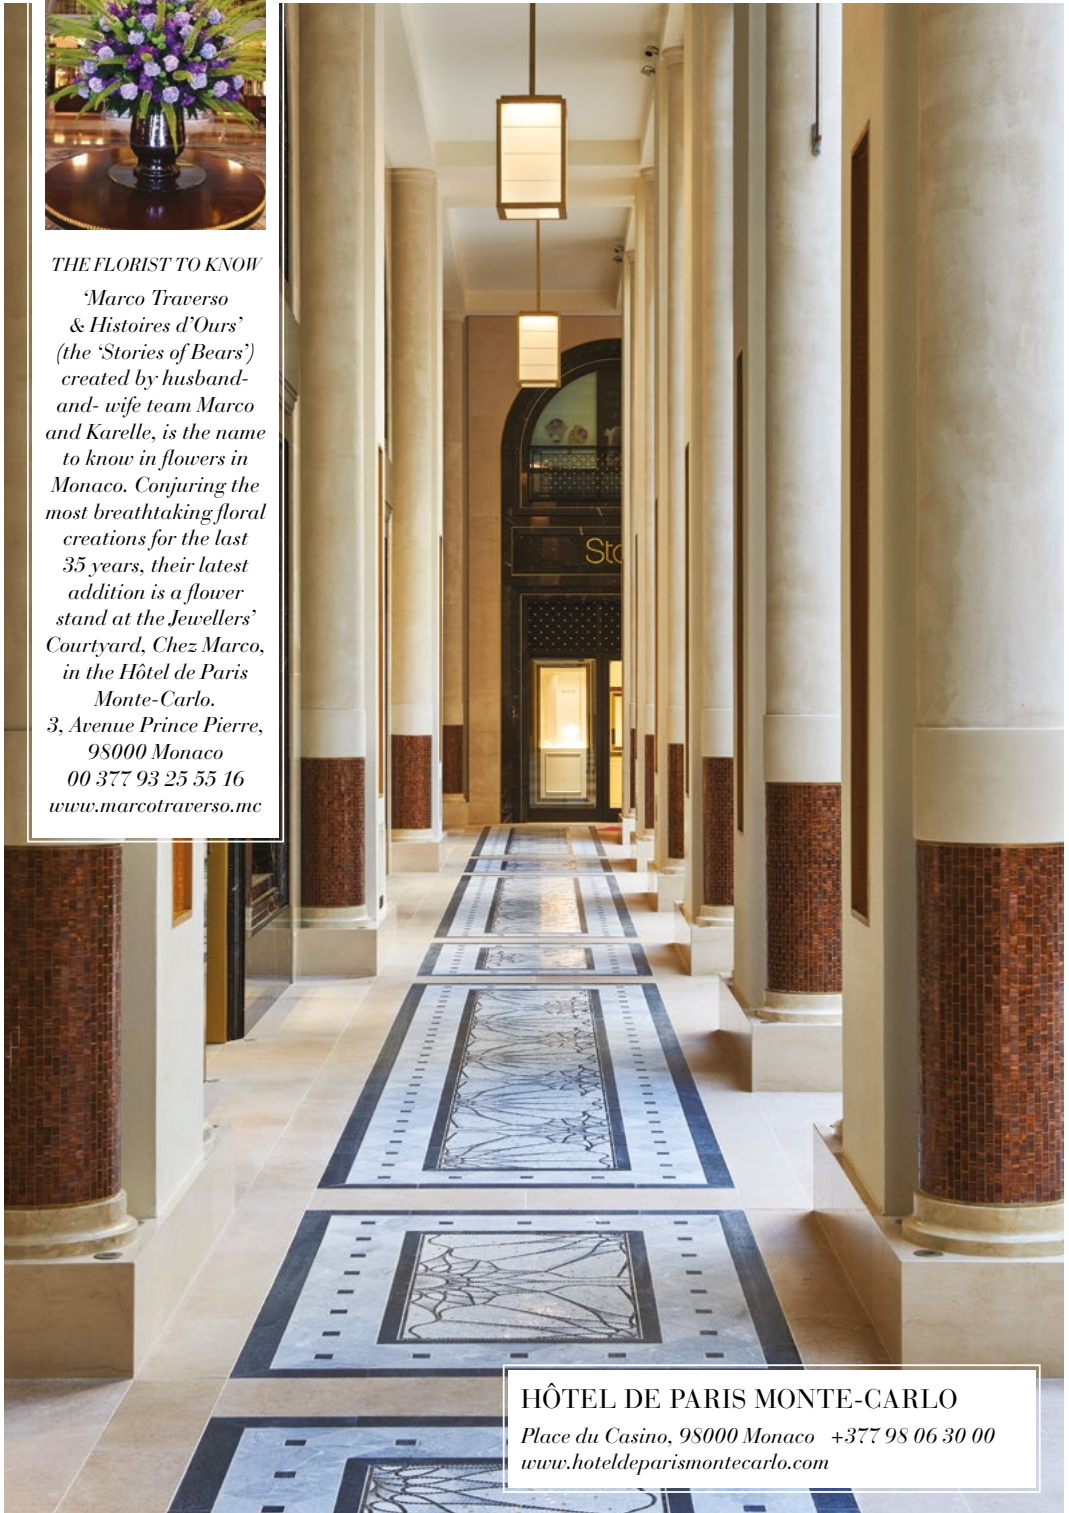 THE FLORIST TO KNOW
‘Marco Traverso
& Histoires d’Ours’
(the ‘Stories of Bears’)
created by husband-
and- wife team Marco
and Karelle, is the name
to know in flowers in
Monaco. Conjuring the
most breathtaking floral
creations for the last
35 years, their latest
addition is a flower
stand at the Jewellers’
Courtyard, Chez Marco,
in the Hôtel de Paris
Monte-Carlo.
3, Avenue Prince Pierre,
98000 Monaco
00 377 93 25 55 16
www.marcotraverso.mc
HÔTEL DE PARIS MONTE-CARLO
Place du Casino, 98000 Monaco +377 98 06 30 00
www.hoteldeparismontecarlo.com